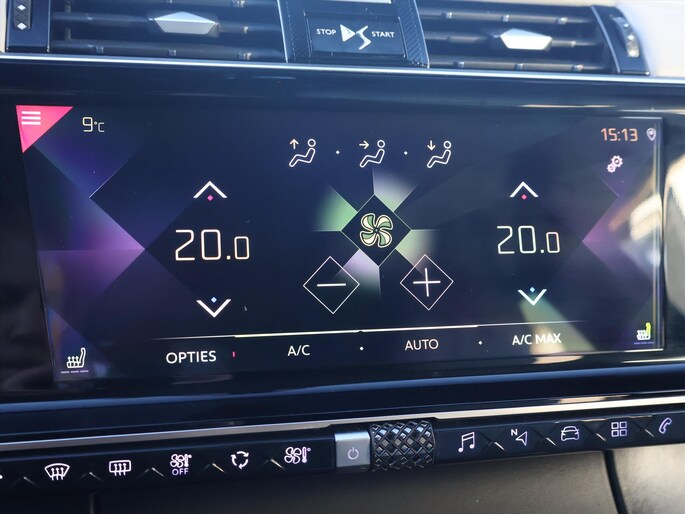 STOP START
9°C
15:13
20.0 20.0
OPTIES A/C AUTO A/C MAX
N
OFF